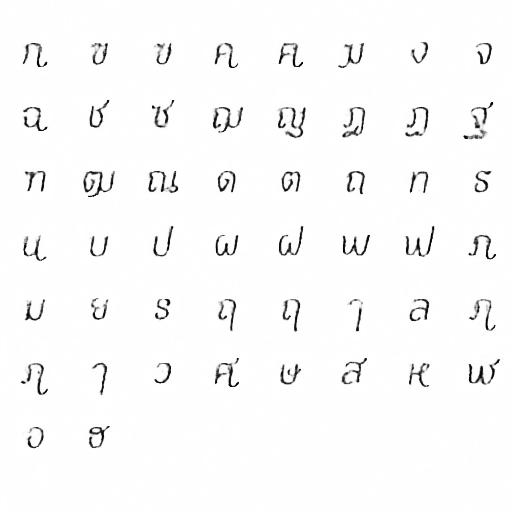 ก ข ฃ ค ฅ ฆ ง จ
ฉ ช ซ ฌ ญ ฎ ฏ ฐ
ฑ ฒ ณ ด ต ถ ท ธ
น บ ป ผ ฝ พ ฟ ภ
ม ย ร ฤ ฤ ๅ ล ฦ
ฦ ๅ ว ศ ษ ส ห ฬ
อ ฮ